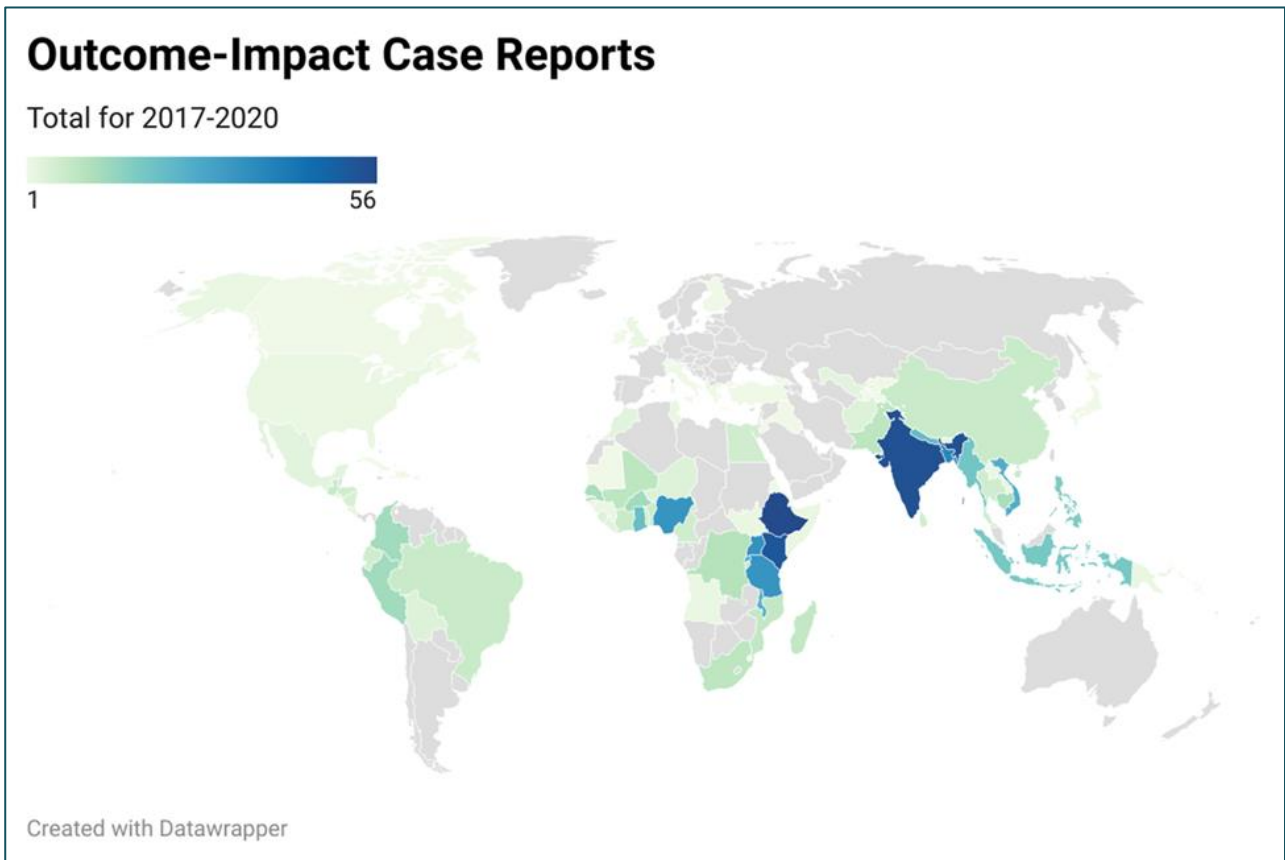 Outcome-Impact Case Reports
Total for 2017-2020
1 56
Created with Datawrapper